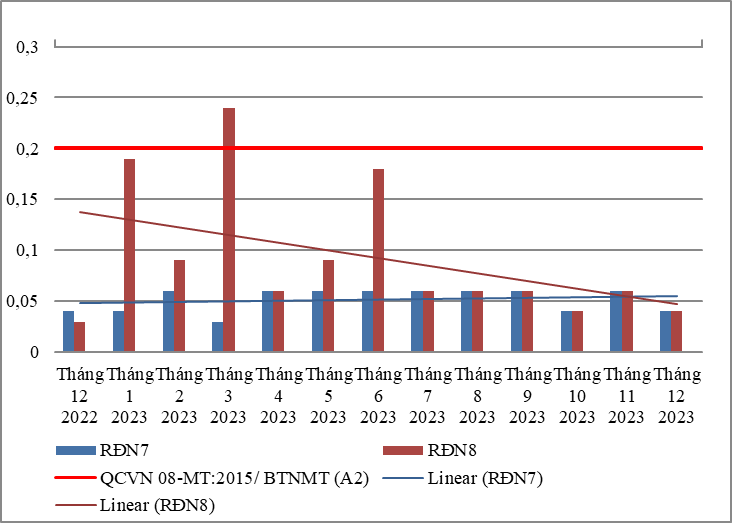 0,3
0,25
0,2
0,15
0,1
0,05
0
Tháng 12 2022
Tháng 1 2023
Tháng 2 2023
Tháng 3 2023
Tháng 4 2023
Tháng 5 2023
Tháng 6 2023
Tháng 7 2023
Tháng 8 2023
Tháng 9 2023
Tháng 10 2023
Tháng 11 2023
Tháng 12 2023
RĐN7
RĐN8
QCVN 08-MT:2015/ BTNMT (A2)
Linear (RĐN7)
Linear (RĐN8)